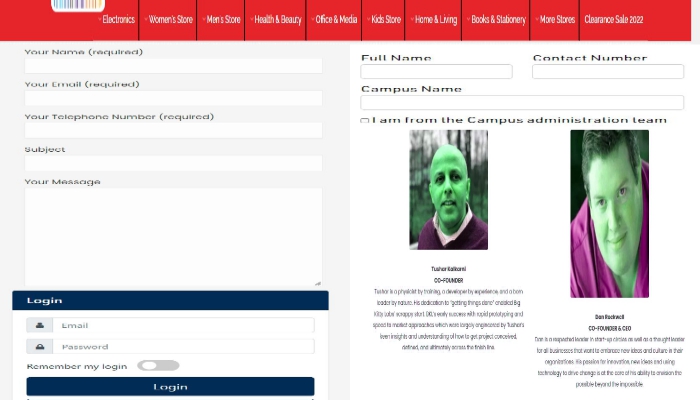 Electronics Women's Store Men's Store Health & Beauty Office & Media Kids Store Home & Living Books & Stationery More Stores Clearance Sale 2022
Your Name (required)
Your Email (required)
Your Telephone Number (required)
Subject
Your Message
Login
Email
Password
Remember my login
Login
Full Name Contact Number
Campus Name
I am from the Campus administration team
Tushar Kulkarni
CO-FOUNDER
Tushar is a physicist by training, a developer by experience, and a born
leader by nature. His dedication to "getting things done" enabled Big
Kitty Labs' scrappy start. BKL's early success with rapid prototyping and
speed to market approaches which were largely engineered by Tushar's
keen insights and understanding of how to get project conceived,
defined, and ultimately across the finish line.
Dan Rockwell
CO-FOUNDER & CEO
Dan is a respected leader in start-up circles as well as a thought leader
for all businesses that want to embrace new ideas and culture in their
organizations. His passion for innovation, new ideas and using
technology to drive change is at the core of his ability to envision the
possible beyond the impossible.